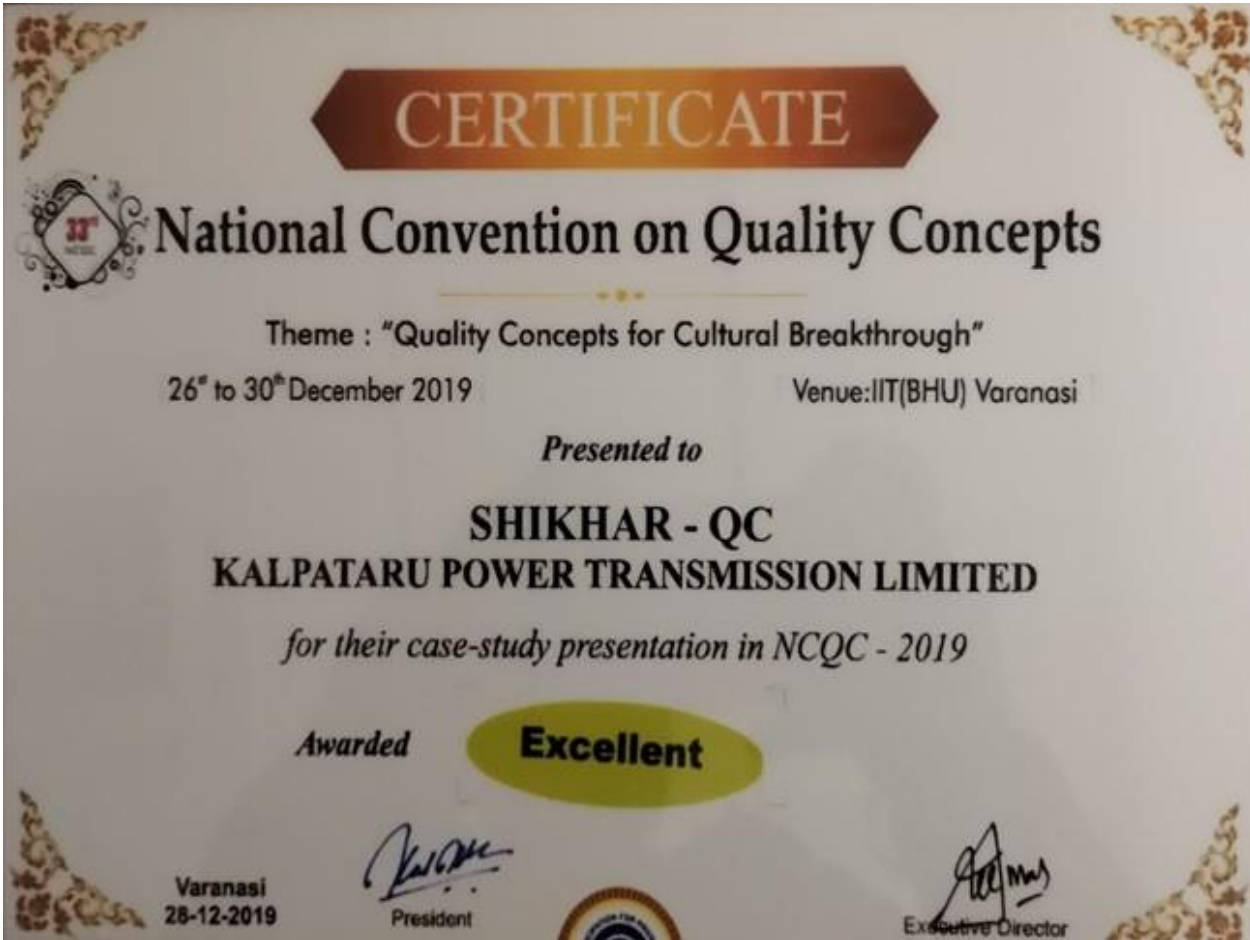 CERTIFICATE
33rd
National Convention on Quality Concepts
Theme : "Quality Concepts for Cultural Breakthrough"
26st to 30th December 2019 Venue:IIT(BHU) Varanasi
Presented to
SHIKHAR - QC
KALPATARU POWER TRANSMISSION LIMITED
for their case-study presentation in NCQC - 2019
Awarded Excellent
Varanasi
28-12-2019
President
Executive Director